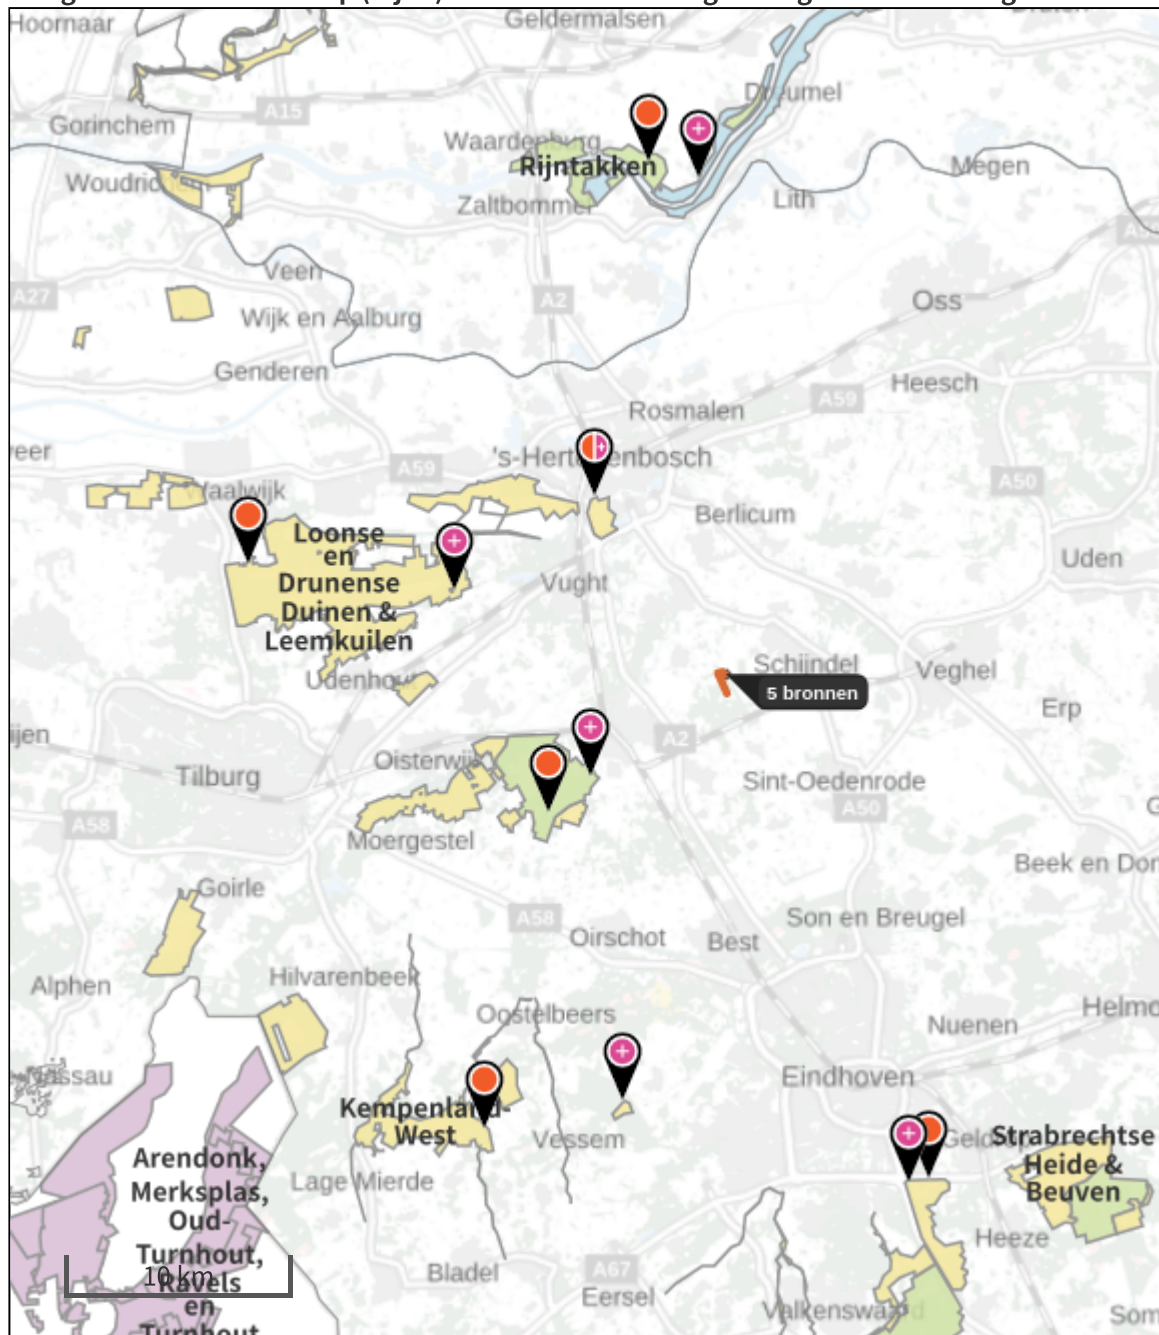 Hoornaar
Geldermalsen
A15
Dreumel
Gorinchem
Waardenburg
Rijntakken
Megen
Zaltbommel
Lith
Veen
A27
A2
Oss
Wijk en Aalburg
Genderen
Heesch
A59
Rosmalen
's-Hertogenbosch
A59
Waalwijk
A50
Berlicum
Loonse
en
Drunense
Duinen &
Leemkuilen
Uden
Vught
Schijndel
Veghel
5 bronnen
Udenhout
Erp
ijen
A2
Oisterwijk
Tilburg
Sint-Oedenrode
A50
A58
Moergestel
Beek en Don
Goirle
A58
Son en Breugel
Oirschot
Best
Alphen
Hilvarenbeek
Helmo
Oostelbeers
Nuenen
Eindhoven
Kempenland-
West
Vessem
Strabrechtse
Heide &
Beuven
Arendonk,
Merksplas,
Oud-
Turnhout,
Ravels
en
Turnhout
Lage Mierde
Heeze
10 km
Bladel
A67
Eersel
Valkenswaard
Som